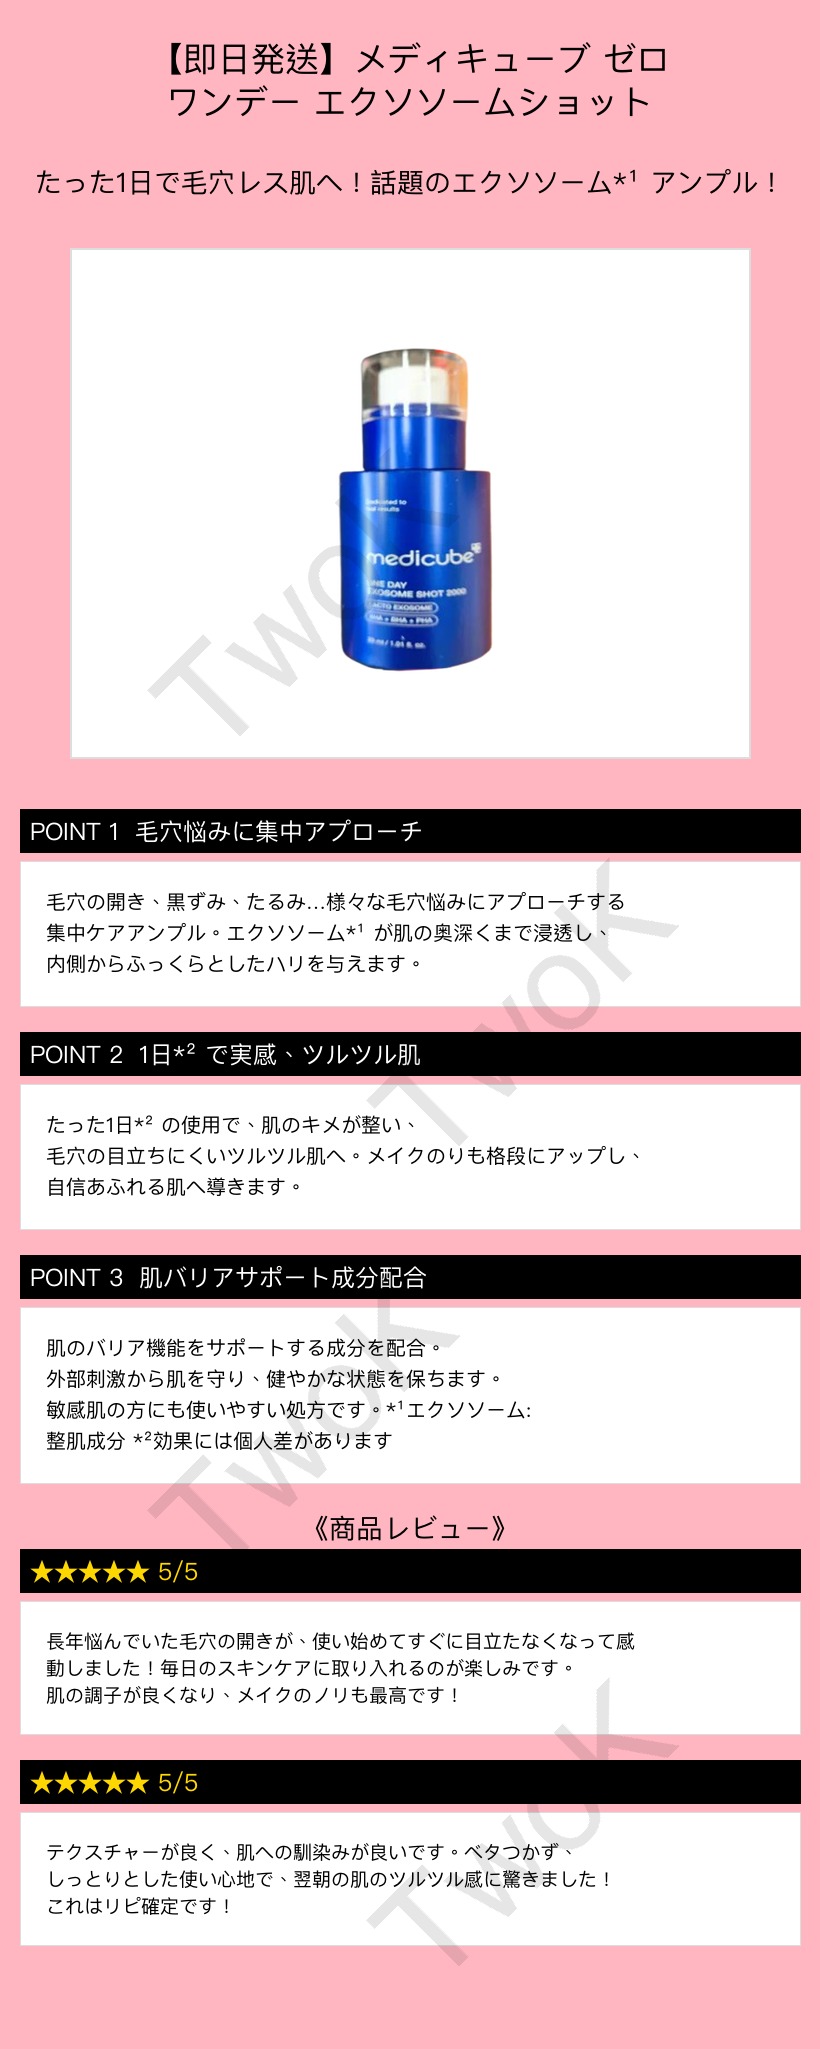 【即日発送】メディキューブ ゼロ
ワンデー エクソソームショット
たった1日で毛穴レス肌へ！話題のエクソソーム*¹ アンプル！
medicube
ONE DAY
EXOSOME SHOT 2000
LACTO EXOSOME
POINT 1 毛穴悩みに集中アプローチ
毛穴の開き、黒ずみ、たるみ…様々な毛穴悩みにアプローチする
集中ケアアンプル。エクソソーム*¹ が肌の奥深くまで浸透し、
内側からふっくらとしたハリを与えます。
POINT 2 1日*² で実感、ツルツル肌
たった1日*² の使用で、肌のキメが整い、
毛穴の目立ちにくいツルツル肌へ。メイクのりも格段にアップし、
自信あふれる肌へ導きます。
POINT 3 肌バリアサポート成分配合
肌のバリア機能をサポートする成分を配合。
外部刺激から肌を守り、健やかな状態を保ちます。
敏感肌の方にも使いやすい処方です。*¹エクソソーム:
整肌成分 *²効果には個人差があります
《商品レビュー》
★★★★★ 5/5
長年悩んでいた毛穴の開きが、使い始めてすぐに目立たなくなって感
動しました！毎日のスキンケアに取り入れるのが楽しみです。
肌の調子が良くなり、メイクのノリも最高です！
★★★★★ 5/5
テクスチャーが良く、肌への馴染みが良いです。ベタつかず、
しっとりとした使い心地で、翌朝の肌のツルツル感に驚きました！
これはリピ確定です！
TwoK
TwoK
TwoK
TwoK